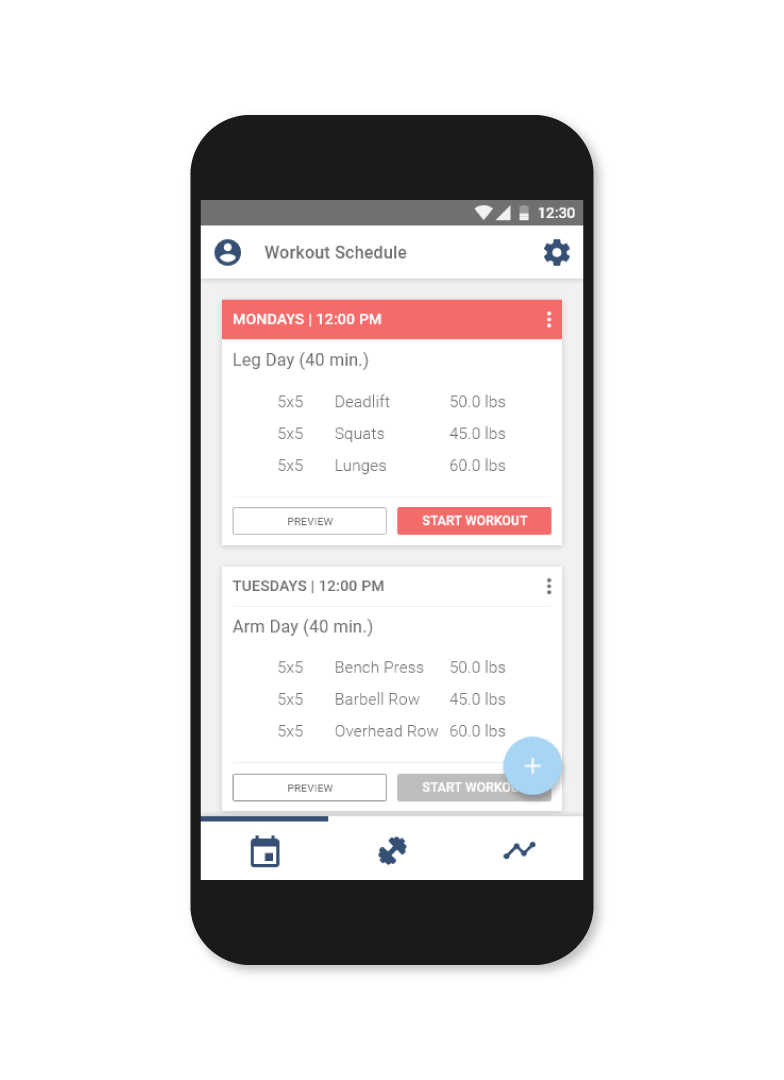 12:30
Workout Schedule
MONDAYS | 12:00 PM
Leg Day (40 min.)
5x5 Deadlift 50.0 lbs
5x5 Squats 45.0 lbs
5x5 Lunges 60.0 lbs
PREVIEW START WORKOUT
TUESDAYS | 12:00 PM
Arm Day (40 min.)
5x5 Bench Press 50.0 lbs
5x5 Barbell Row 45.0 lbs
5x5 Overhead Row 60.0 lbs
+
PREVIEW START WORKO